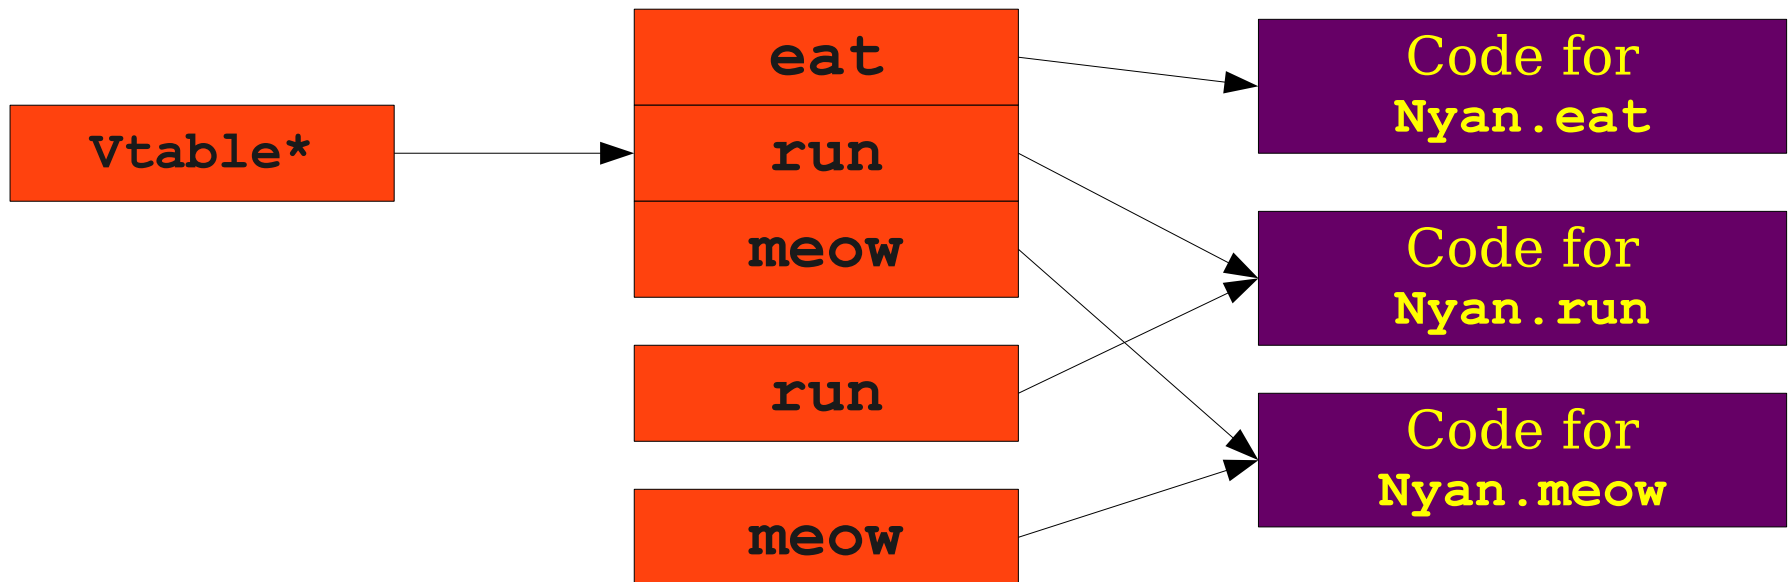 Vtable*
eat
run
meow
run
meow
Code for
Nyan.eat
Code for
Nyan.run
Code for
Nyan.meow